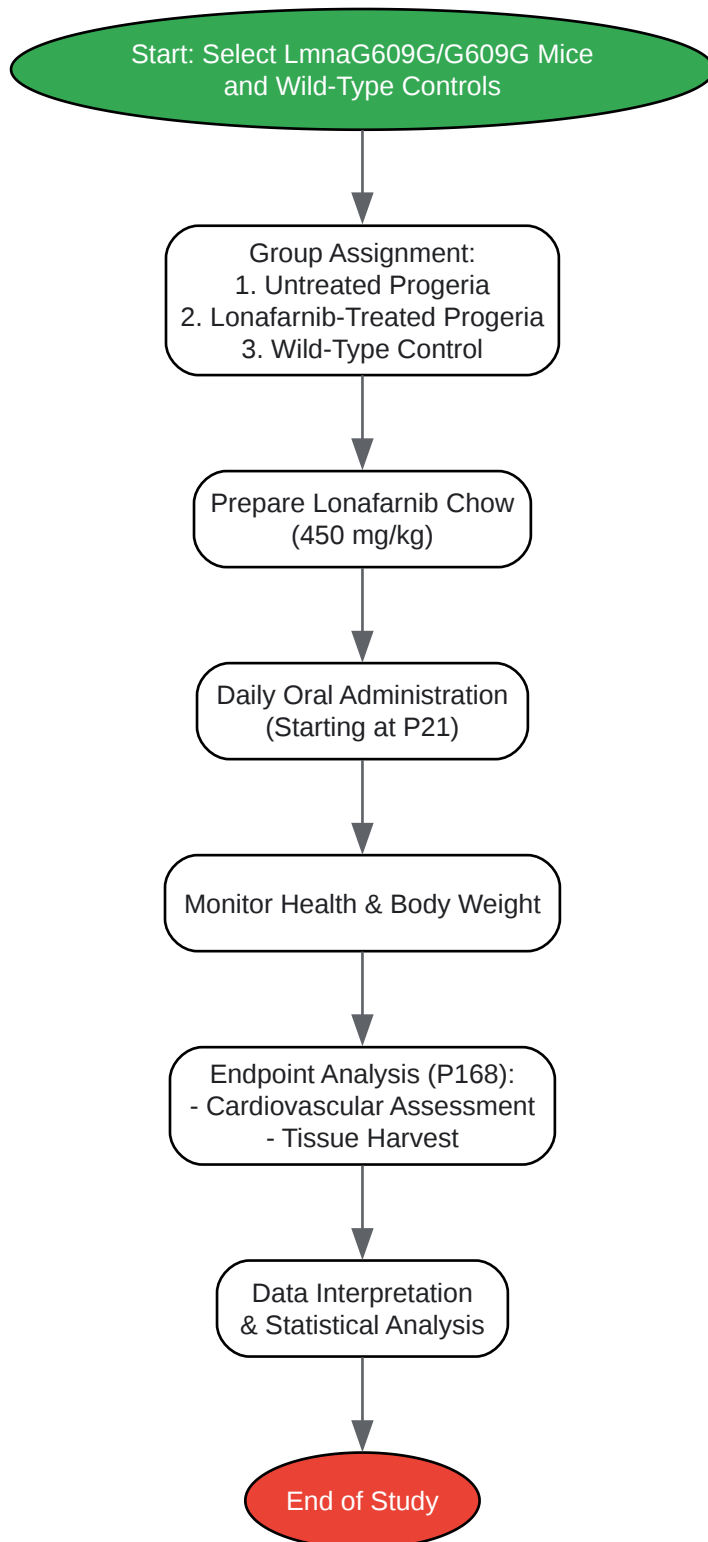 Start: Select LmnaG609G/G609G Mice
and Wild-Type Controls
Group Assignment:
1. Untreated Progeria
2. Lonafarnib-Treated Progeria
3. Wild-Type Control
Prepare Lonafarnib Chow
(450 mg/kg)
Daily Oral Administration
(Starting at P21)
Monitor Health & Body Weight
Endpoint Analysis (P168):
- Cardiovascular Assessment
- Tissue Harvest
Data Interpretation
& Statistical Analysis
End of Study